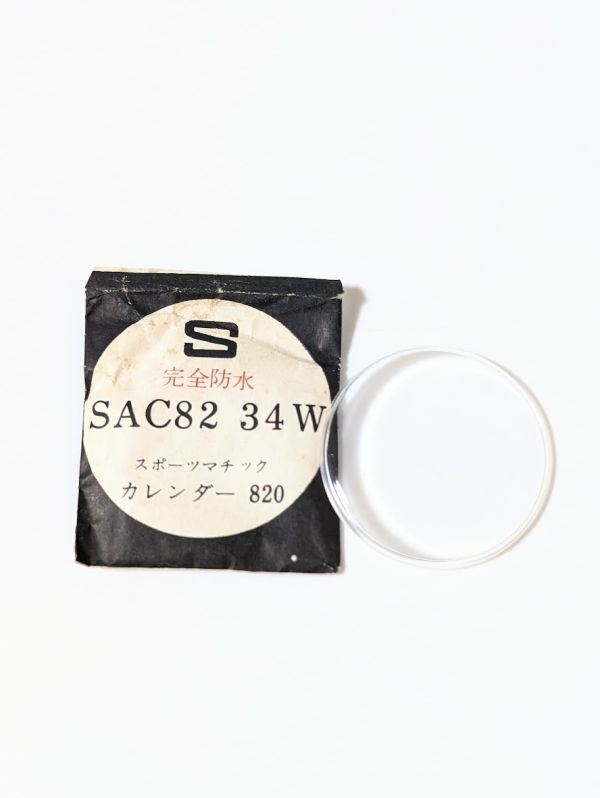 S
完全防水
SAC82 34W
スポーツマチック
カレンダー 820